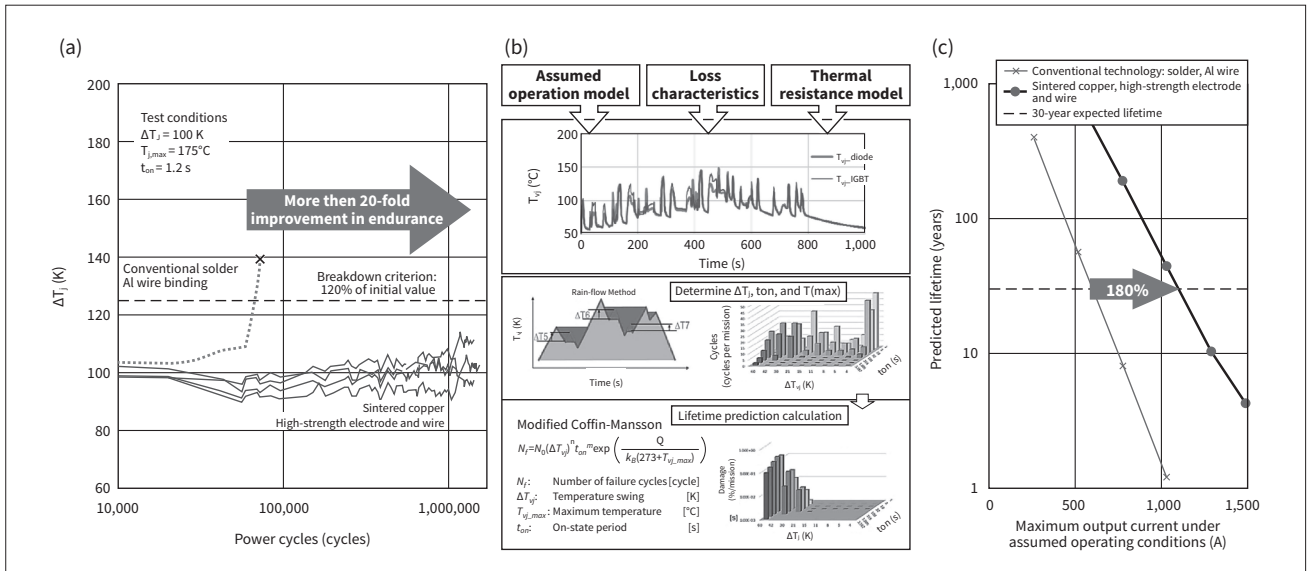 (a)
200
180
160
140
120
100
80
60
ΔTj (K)
Test conditions
ΔTJ = 100 K
Tj,max = 175°C
ton = 1.2 s
More then 20-fold
improvement in endurance
Conventional solder
Al wire binding
Breakdown criterion:
120% of initial value
Sintered copper
High-strength electrode and wire
10,000
100,000
1,000,000
Power cycles (cycles)
(b)
Assumed
operation model
Loss
characteristics
Thermal
resistance model
200
150
100
50
Tvj (°C)
Tvj_diode
Tvj_IGBT
0
200
400
600
800
1,000
Time (s)
Determine ΔTj, ton, and T(max)
Rain-flow Method
ΔT5
ΔT6
ΔT7
Time (s)
Cycles
(cycles per mission)
ΔTvj (K)
ton (s)
Lifetime prediction calculation
Modified Coffin-Mansson
Nf=N0(ΔTvj)^n ton^m exp ( Q / kB(273+Tvj_max) )
Nf: Number of failure cycles [cycle]
ΔTvj: Temperature swing [K]
Tvj_max: Maximum temperature [°C]
ton: On-state period [s]
Damage
(%/mission)
[s]
ΔTj (K)
ton (s)
(c)
Conventional technology: solder, Al wire
Sintered copper, high-strength electrode
and wire
30-year expected lifetime
1,000
100
10
1
Predicted lifetime (years)
180%
0
500
1,000
1,500
Maximum output current under
assumed operating conditions (A)